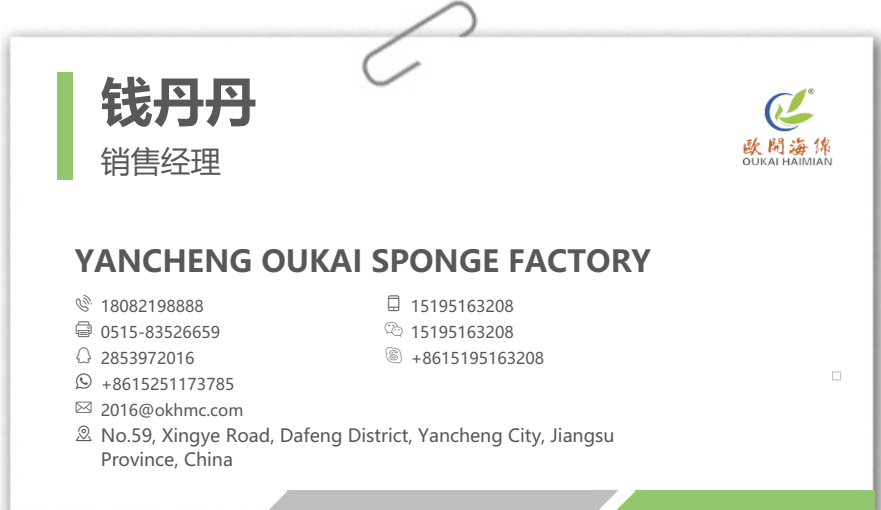 钱丹丹
销售经理
®
歐開海绵
OUKAI HAIMIAN
YANCHENG OUKAI SPONGE FACTORY
18082198888
15195163208
0515-83526659
15195163208
2853972016
+8615195163208
+8615251173785
2016@okhmc.com
No.59, Xingye Road, Dafeng District, Yancheng City, Jiangsu
Province, China